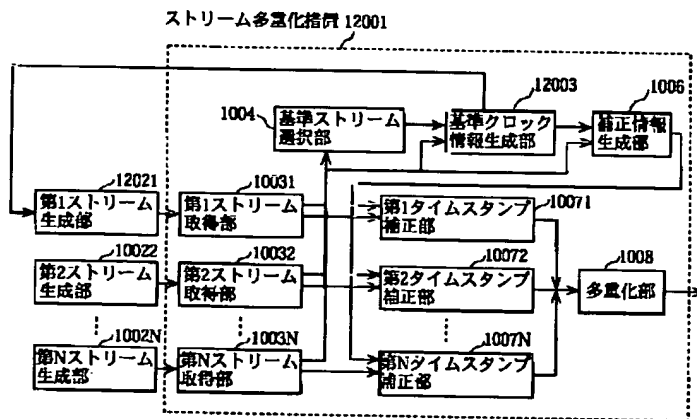 ストリーム多重化措置 12001
12003
1006
1004
基準ストリーム
選択部
基準クロック
情報生成部
補正情報
生成部
12021
10031
10071
第1ストリーム
生成部
第1ストリーム
取得部
第1タイムスタンプ
補正部
10022
10032
10072
1008
第2ストリーム
生成部
第2ストリーム
取得部
第2タイムスタンプ
補正部
多重化部
1002N
1003N
1007N
第Nストリーム
生成部
第Nストリーム
取得部
第Nタイムスタンプ
補正部